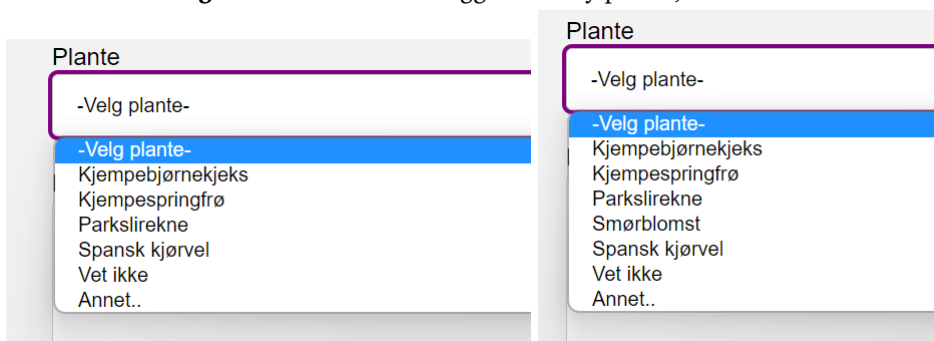 Plante
-Velg plante-
-Velg plante-
Kjempebjørnekjeks
Kjempespringfrø
Parkslirekne
Spansk kjørvel
Vet ikke
Annet..
Plante
-Velg plante-
-Velg plante-
Kjempebjørnekjeks
Kjempespringfrø
Parkslirekne
Smørblomst
Spansk kjørvel
Vet ikke
Annet..